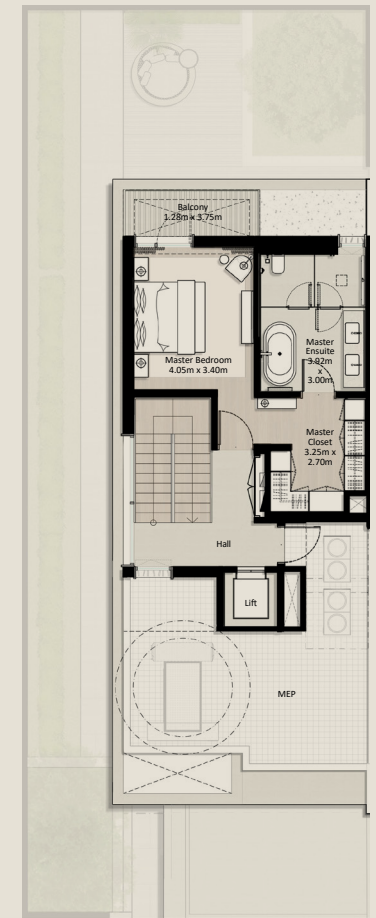 Balcony
1.28m x 3.75m
Master Bedroom
4.05m x 3.40m
Master
Ensuite
3.92m
x
3.00m
Master
Closet
3.25m x
2.70m
Hall
Lift
MEP